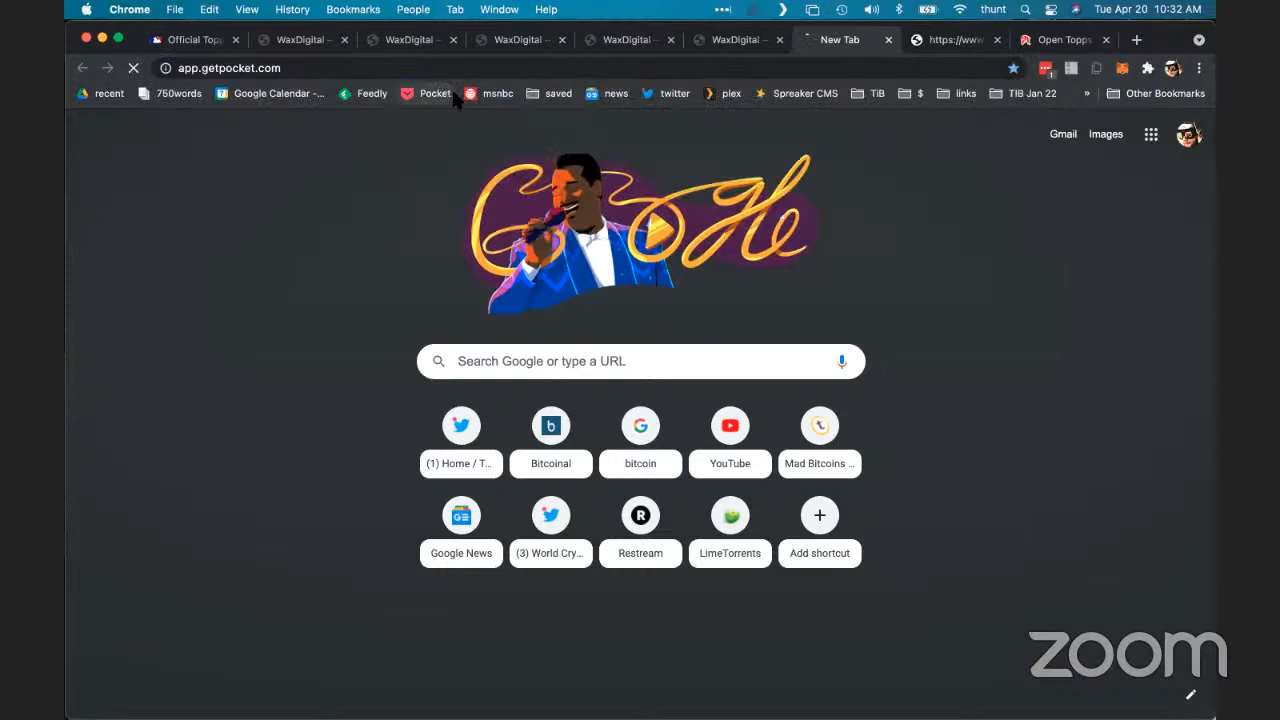 Chrome File Edit View History Bookmarks People Tab Window Help thunt Tue Apr 20 10:32 AM
Official Topp WaxDigital – WaxDigital – WaxDigital – WaxDigital – WaxDigital – New Tab https://www Open Topps
app.getpocket.com
recent 750words Google Calendar -... Feedly Pocket msnbc saved news twitter plex Spreaker CMS TiB $ links TIB Jan 22 » Other Bookmarks
Gmail Images
Search Google or type a URL
(1) Home / T... Bitcoinal bitcoin YouTube Mad Bitcoins ...
Google News (3) World Cry... Restream LimeTorrents Add shortcut
zoom